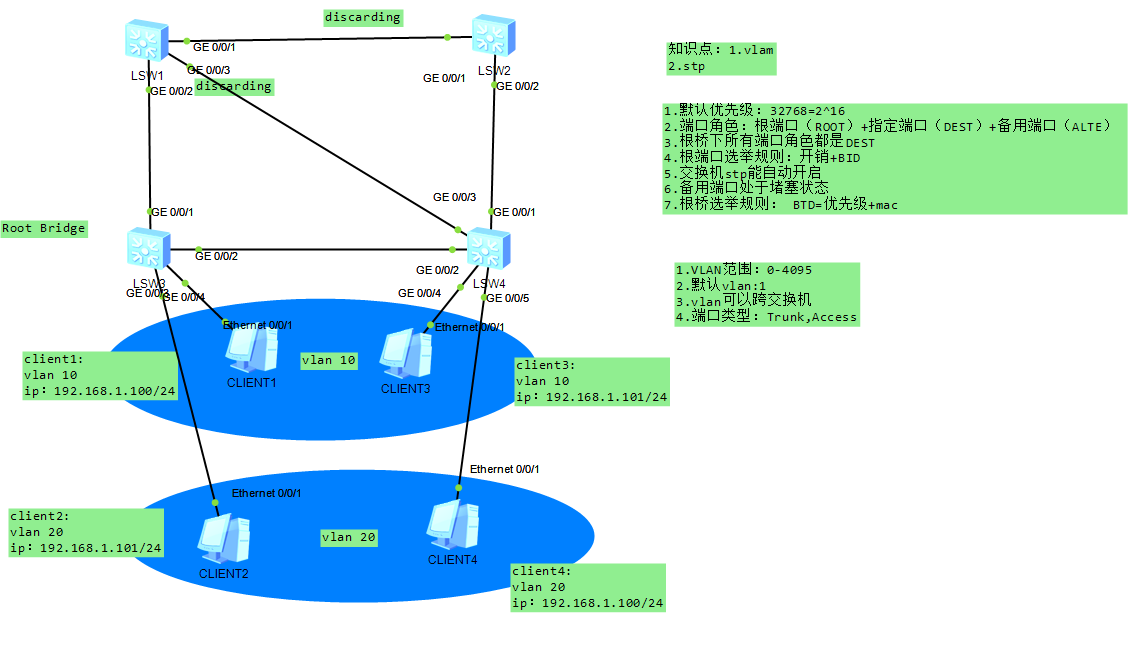 discarding
GE 0/0/1
LSW1
GE 0/0/3
GE 0/0/2
discarding
LSW2
GE 0/0/1
GE 0/0/2
知识点：1.vlam
2.stp
1.默认优先级：32768=2^16
2.端口角色：根端口（ROOT）+指定端口（DEST）+备用端口（ALTE）
3.根桥下所有端口角色都是DEST
4.根端口选举规则：开销+BID
5.交换机stp能自动开启
6.备用端口处于堵塞状态
7.根桥选举规则： BTD=优先级+mac
GE 0/0/3
GE 0/0/1
GE 0/0/1
Root Bridge
GE 0/0/2
GE 0/0/2
LSW3
LSW4
GE 0/0/3
GE 0/0/4
GE 0/0/4
GE 0/0/5
1.VLAN范围：0-4095
2.默认vlan:1
3.vlan可以跨交换机
4.端口类型：Trunk,Access
Ethernet 0/0/1
Ethernet 0/0/1
client1:
vlan 10
ip：192.168.1.100/24
CLIENT1
vlan 10
CLIENT3
client3:
vlan 10
ip：192.168.1.101/24
Ethernet 0/0/1
Ethernet 0/0/1
client2:
vlan 20
ip：192.168.1.101/24
CLIENT2
vlan 20
CLIENT4
client4:
vlan 20
ip：192.168.1.100/24